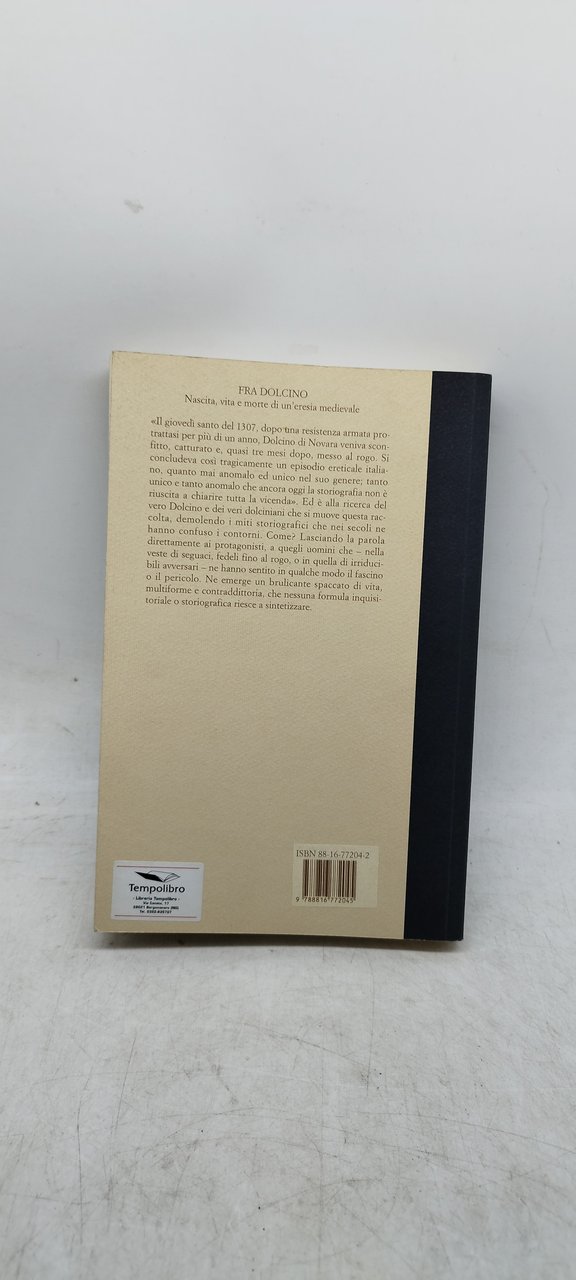 FRA DOLCINO
Nascita, vita e morte di un'eresia medievale
«Il giovedì santo del 1307, dopo una resistenza armata pro-
trattasi per più di un anno, Dolcino di Novara veniva scon-
fitto, catturato e, quasi tre mesi dopo, messo al rogo. Si
concludeva così tragicamente un episodio ereticale italia-
no, quanto mai anomalo ed unico nel suo genere; tanto
unico e tanto anomalo che ancora oggi la storiografia non è
riuscita a chiarire tutta la vicenda». Ed è alla ricerca del
vero Dolcino e dei veri dolciniani che si muove questa rac-
colta, demolendo i miti storiografici che nei secoli ne
hanno confuso i contorni. Come? Lasciando la parola
direttamente ai protagonisti, a quegli uomini che – nella
veste di seguaci, fedeli fino al rogo, o in quella di irriduci-
bili avversari – ne hanno sentito in qualche modo il fascino
o il pericolo. Ne emerge un brulicante spaccato di vita,
multiforme e contraddittoria, che nessuna formula inquisi-
toriale o storiografica riesce a sintetizzare.
ISBN 88-16-77204-2
9 788816 772045
Tempolibro
- Libreria Tempolibro -